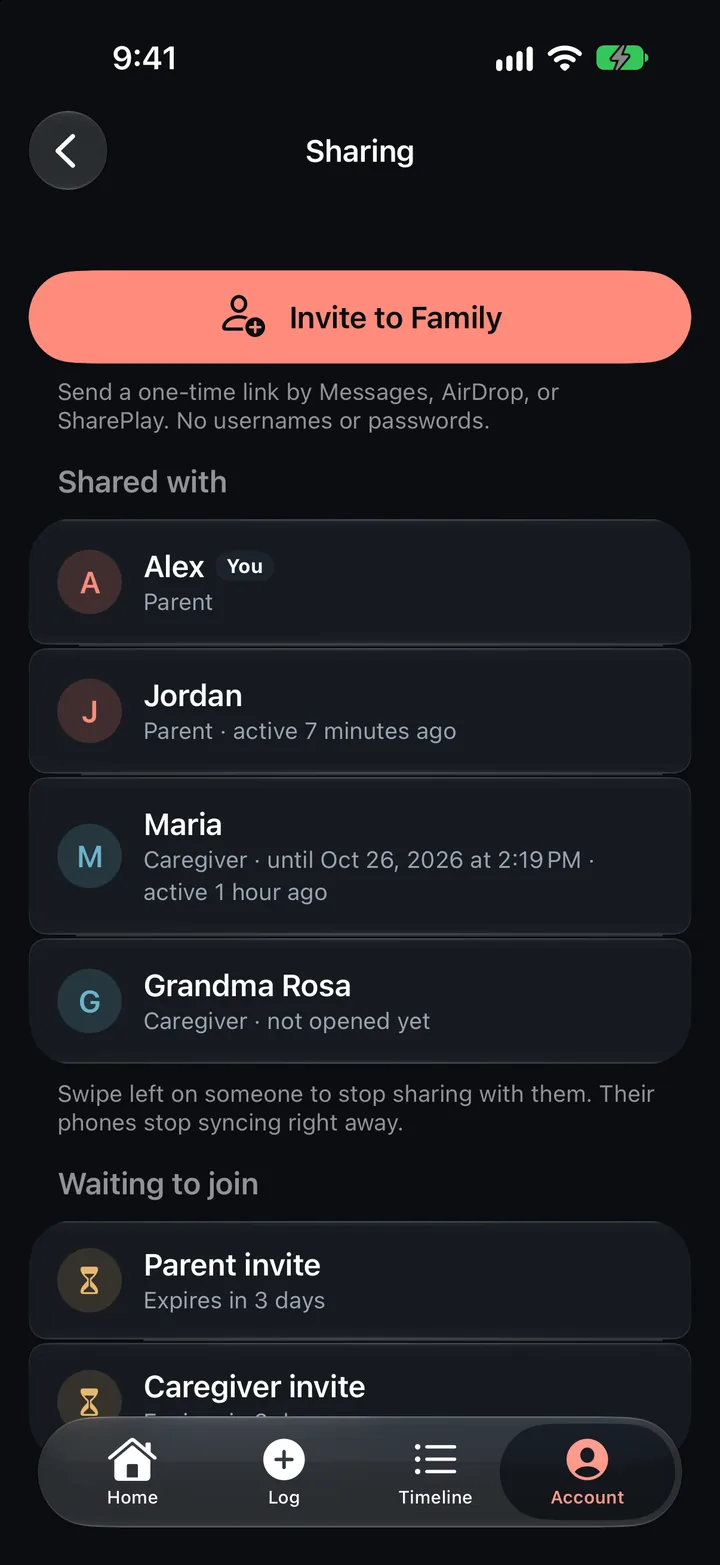 9:41
Sharing
Invite to Family
Send a one-time link by Messages, AirDrop, or
SharePlay. No usernames or passwords.
Shared with
A
Alex You
Parent
J
Jordan
Parent · active 7 minutes ago
M
Maria
Caregiver · until Oct 26, 2026 at 2:19 PM ·
active 1 hour ago
G
Grandma Rosa
Caregiver · not opened yet
Swipe left on someone to stop sharing with them. Their
phones stop syncing right away.
Waiting to join
Parent invite
Expires in 3 days
Caregiver invite
Home
Log
Timeline
Account